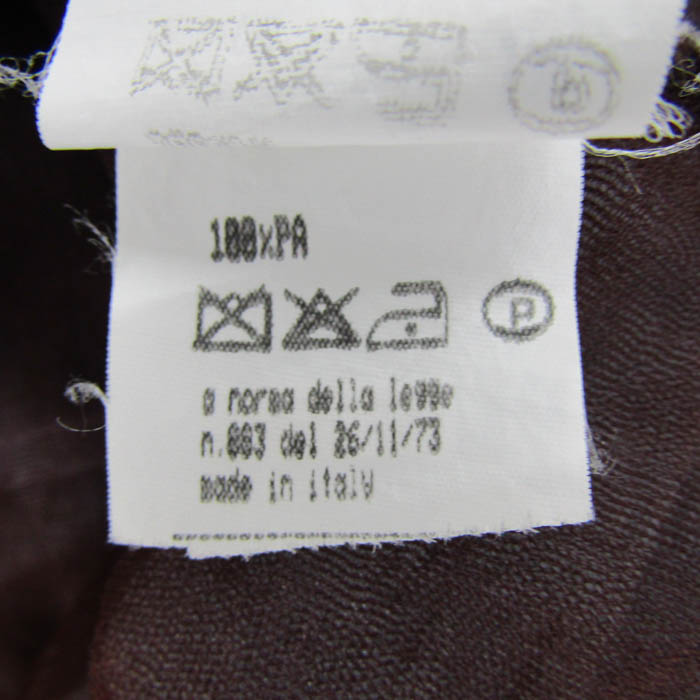 100%PA
P
a norma della legge
n.883 del 26/11/73
made in italy